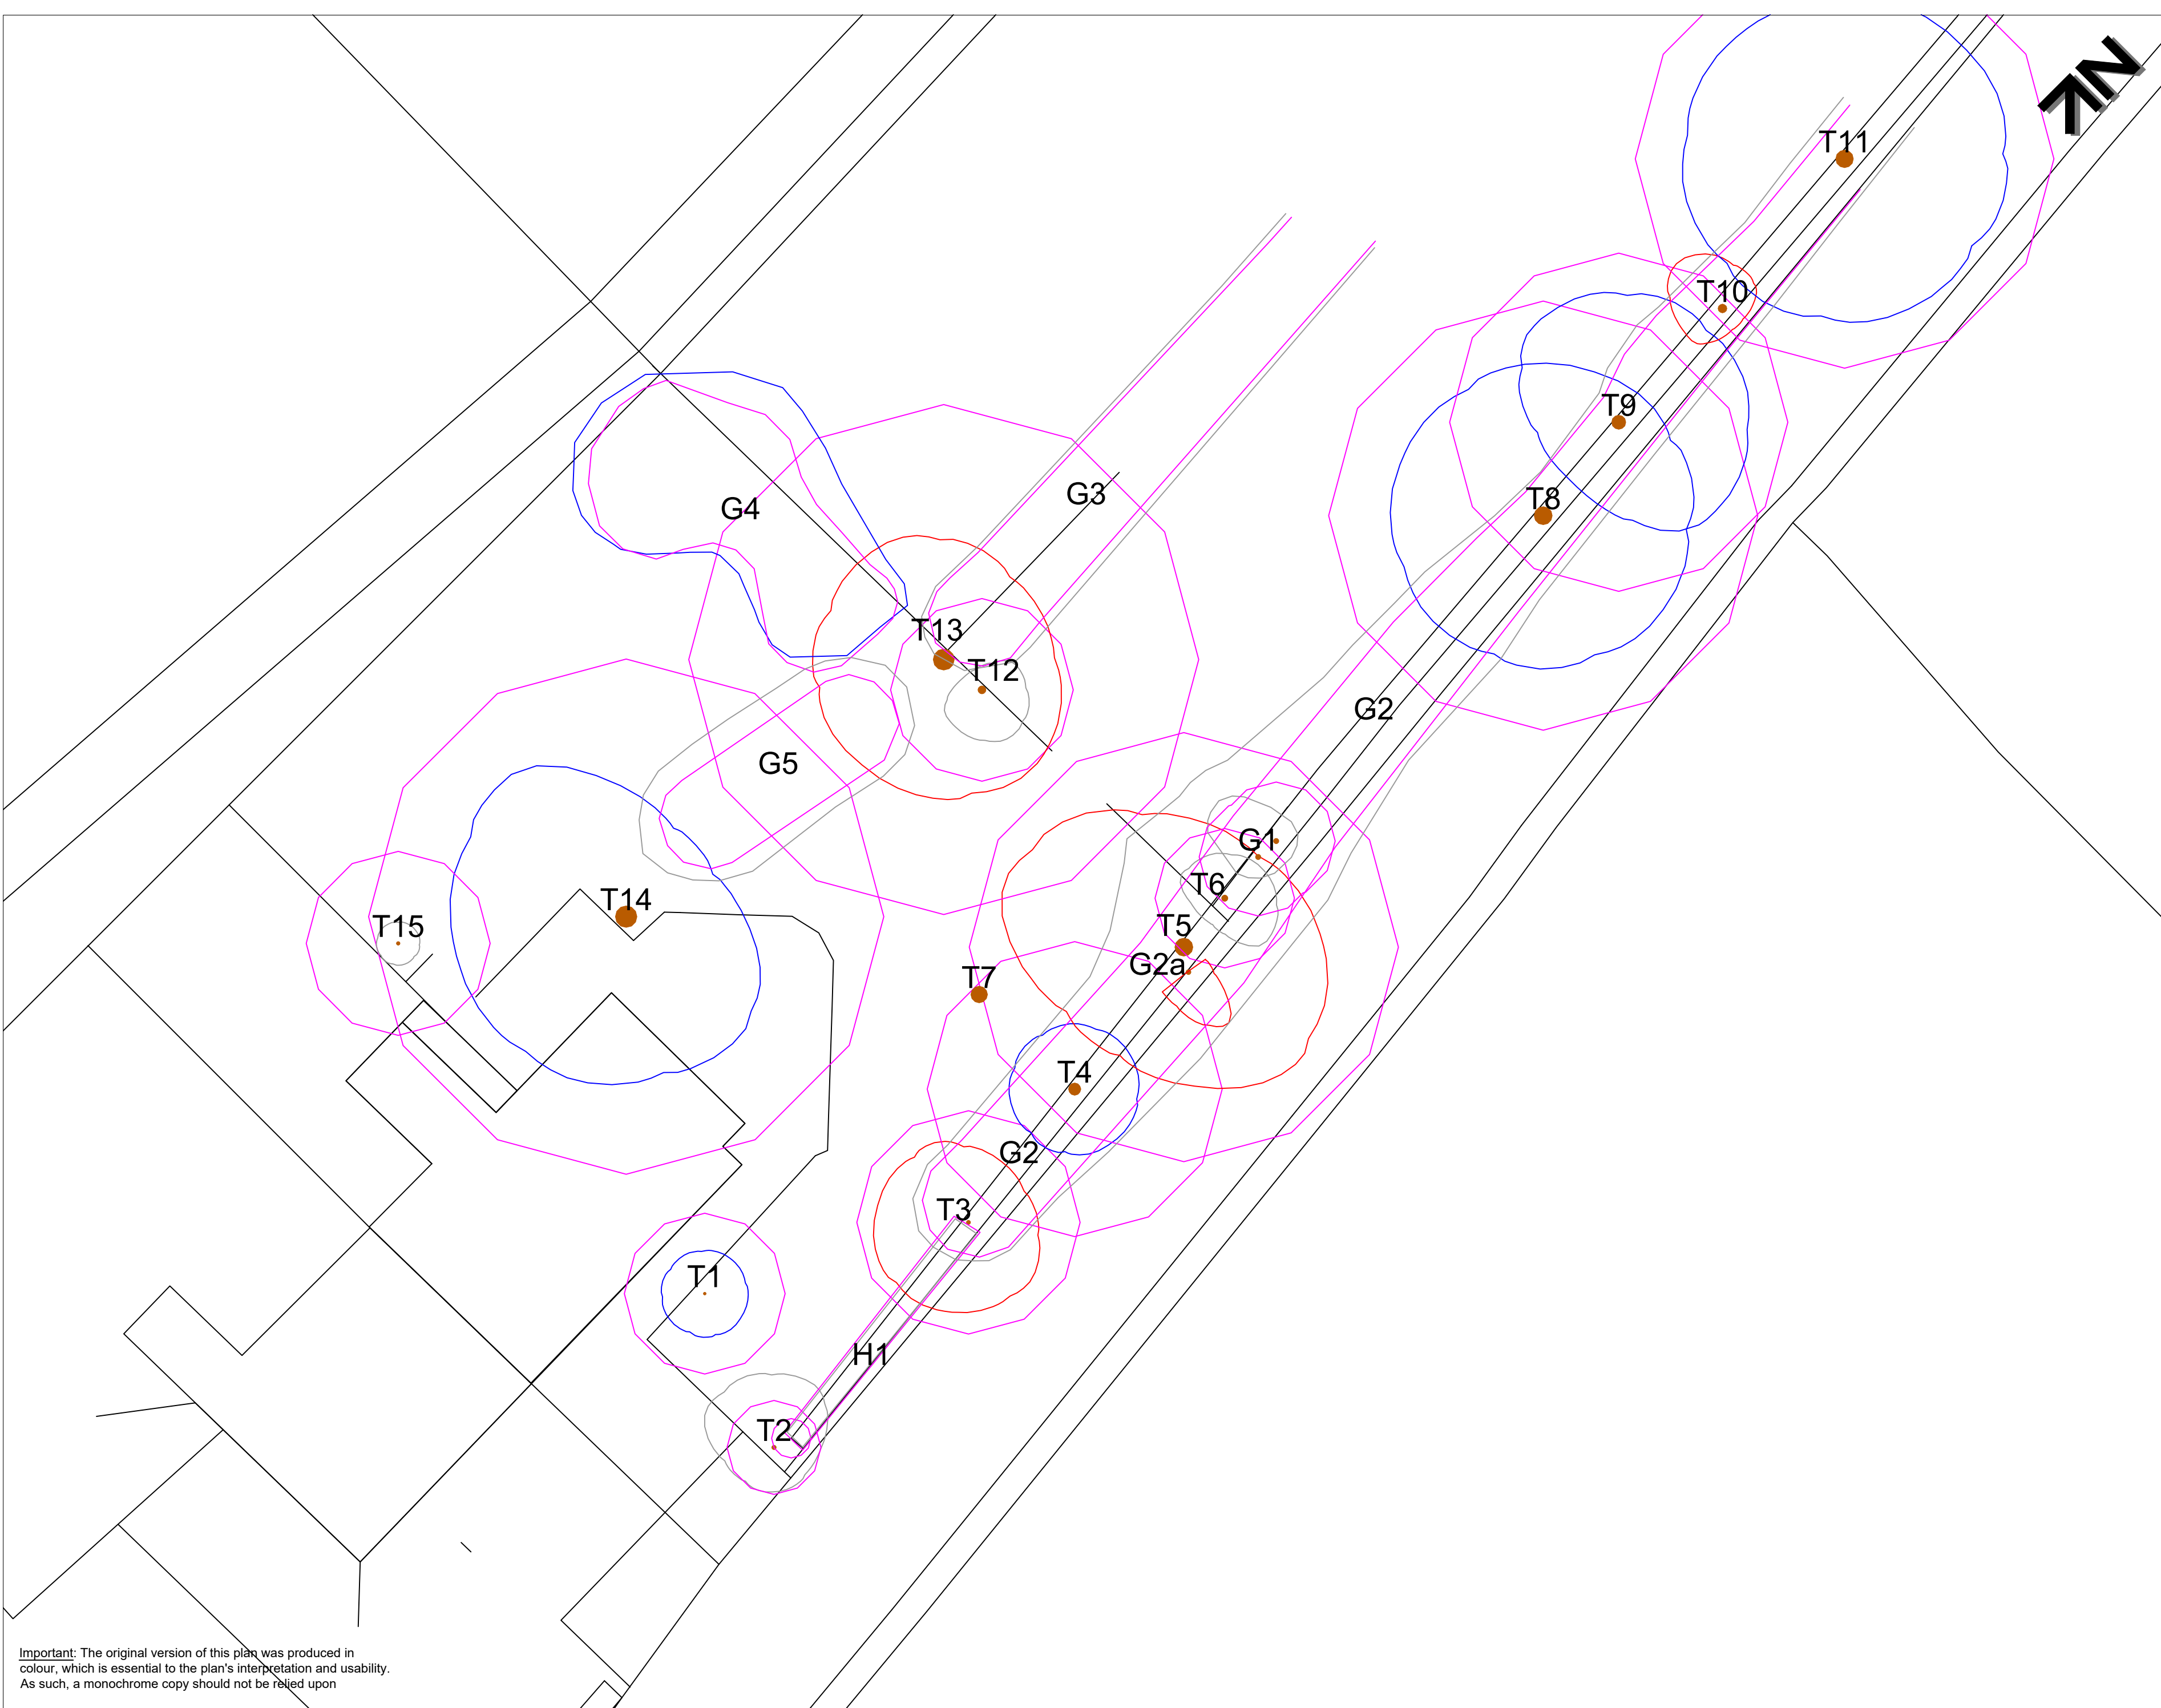 N
T11
T10
T9
T8
G3
G4
T13
T12
G2
G5
G1
T6
T14
T15
T5
G2a
T7
T4
G2
T3
T1
H1
T2
Important: The original version of this plan was produced in
colour, which is essential to the plan's interpretation and usability.
As such, a monochrome copy should not be relied upon